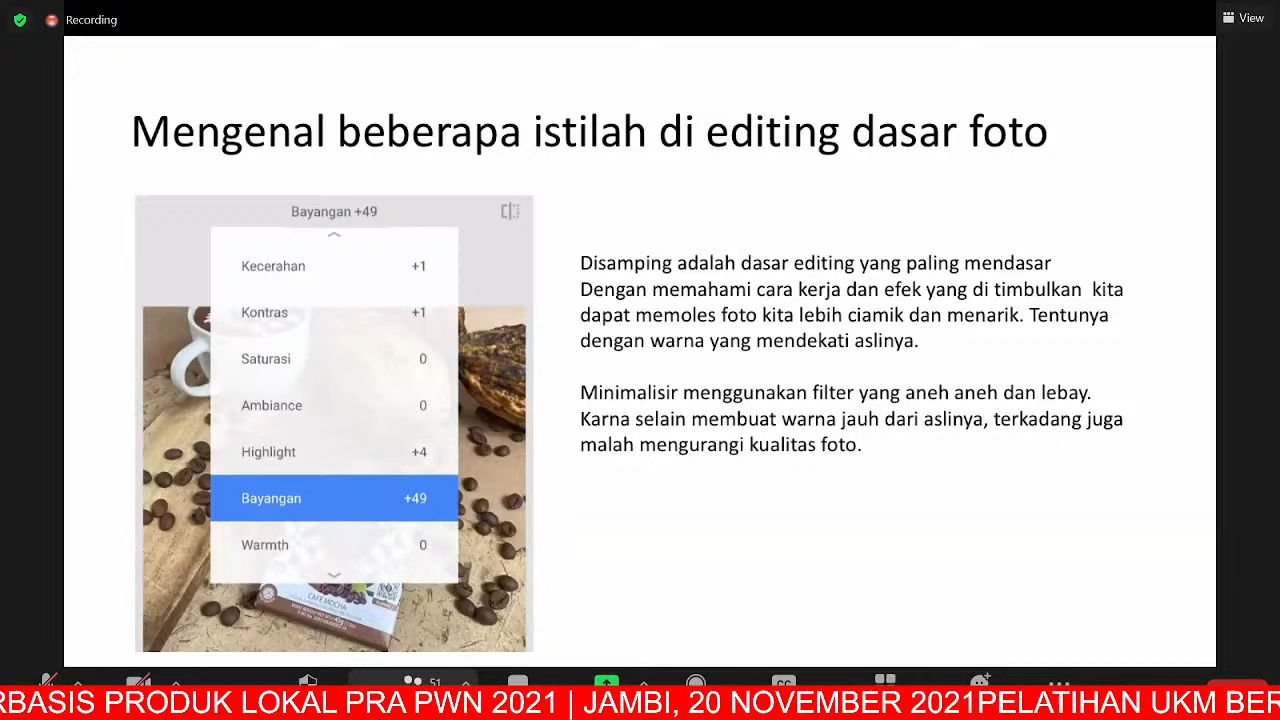 Recording
View
Mengenal beberapa istilah di editing dasar foto
Bayangan +49
Kecerahan +1
Kontras +1
Saturasi 0
Ambiance 0
Highlight +4
Bayangan +49
Warmth 0
CAFE MOCHA
Disamping adalah dasar editing yang paling mendasar
Dengan memahami cara kerja dan efek yang di timbulkan kita
dapat memoles foto kita lebih ciamik dan menarik. Tentunya
dengan warna yang mendekati aslinya.
Minimalisir menggunakan filter yang aneh aneh dan lebay.
Karna selain membuat warna jauh dari aslinya, terkadang juga
malah mengurangi kualitas foto.
51
RBASIS PRODUK LOKAL PRA PWN 2021 | JAMBI, 20 NOVEMBER 2021PELATIHAN UKM BER